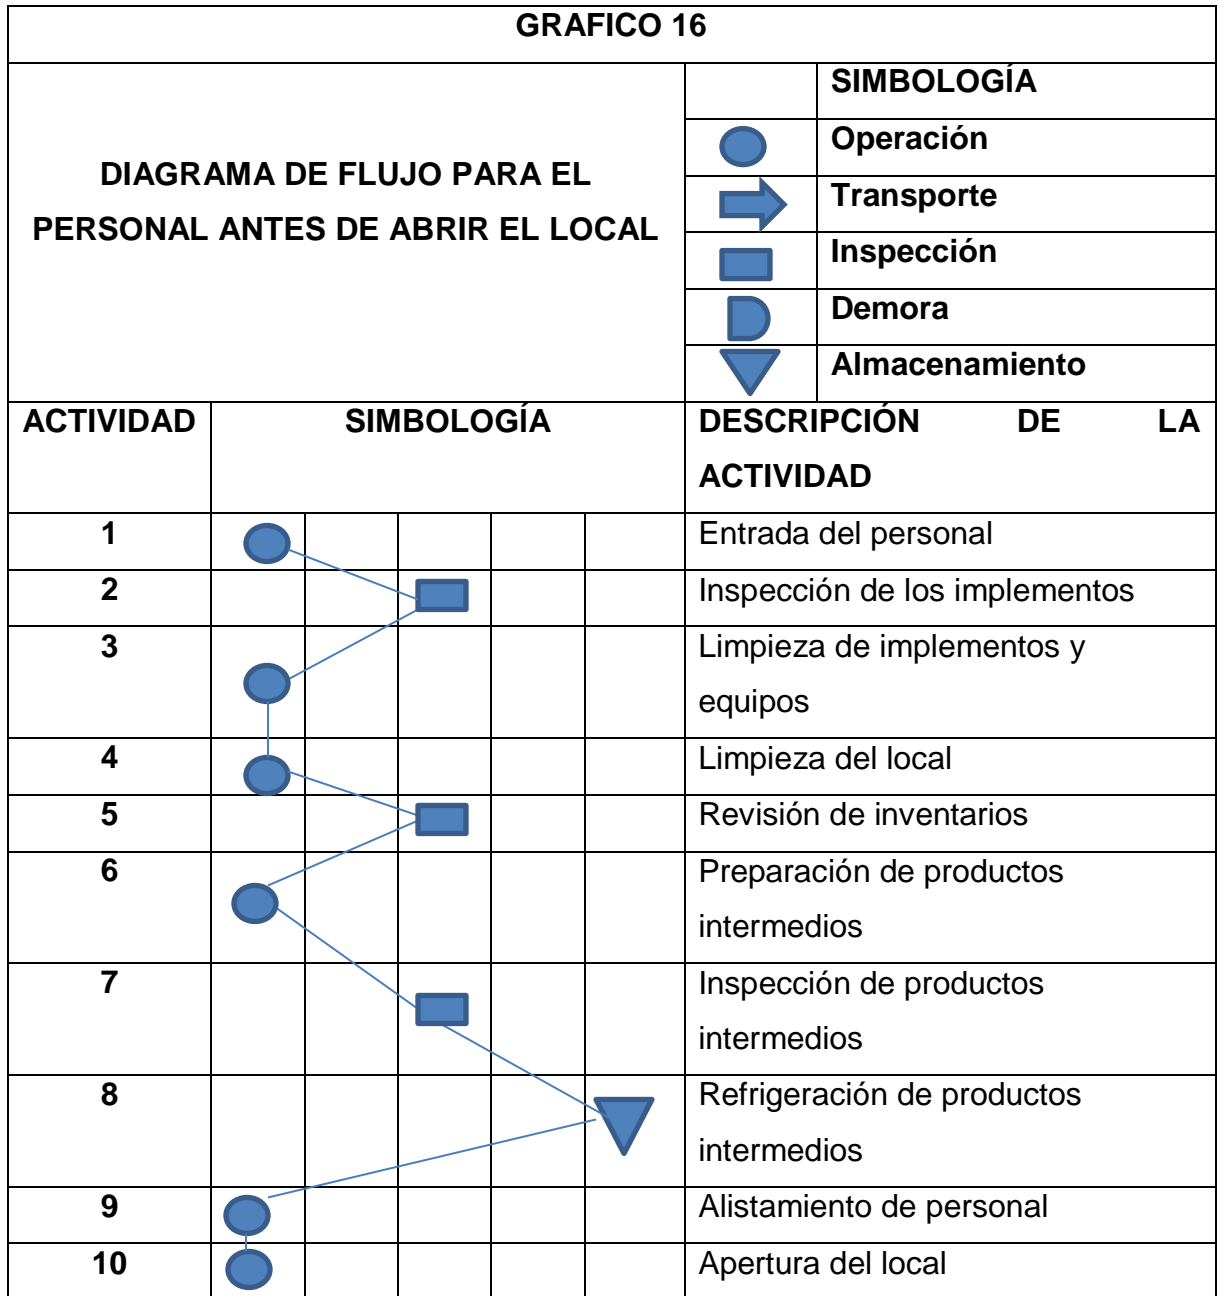 GRAFICO 16
DIAGRAMA DE FLUJO PARA EL
PERSONAL ANTES DE ABRIR EL LOCAL
SIMBOLOGÍA
Operación
Transporte
Inspección
Demora
Almacenamiento
ACTIVIDAD
SIMBOLOGÍA
DESCRIPCIÓN DE LA
ACTIVIDAD
1
Entrada del personal
2
Inspección de los implementos
3
Limpieza de implementos y
equipos
4
Limpieza del local
5
Revisión de inventarios
6
Preparación de productos
intermedios
7
Inspección de productos
intermedios
8
Refrigeración de productos
intermedios
9
Alistamiento de personal
10
Apertura del local